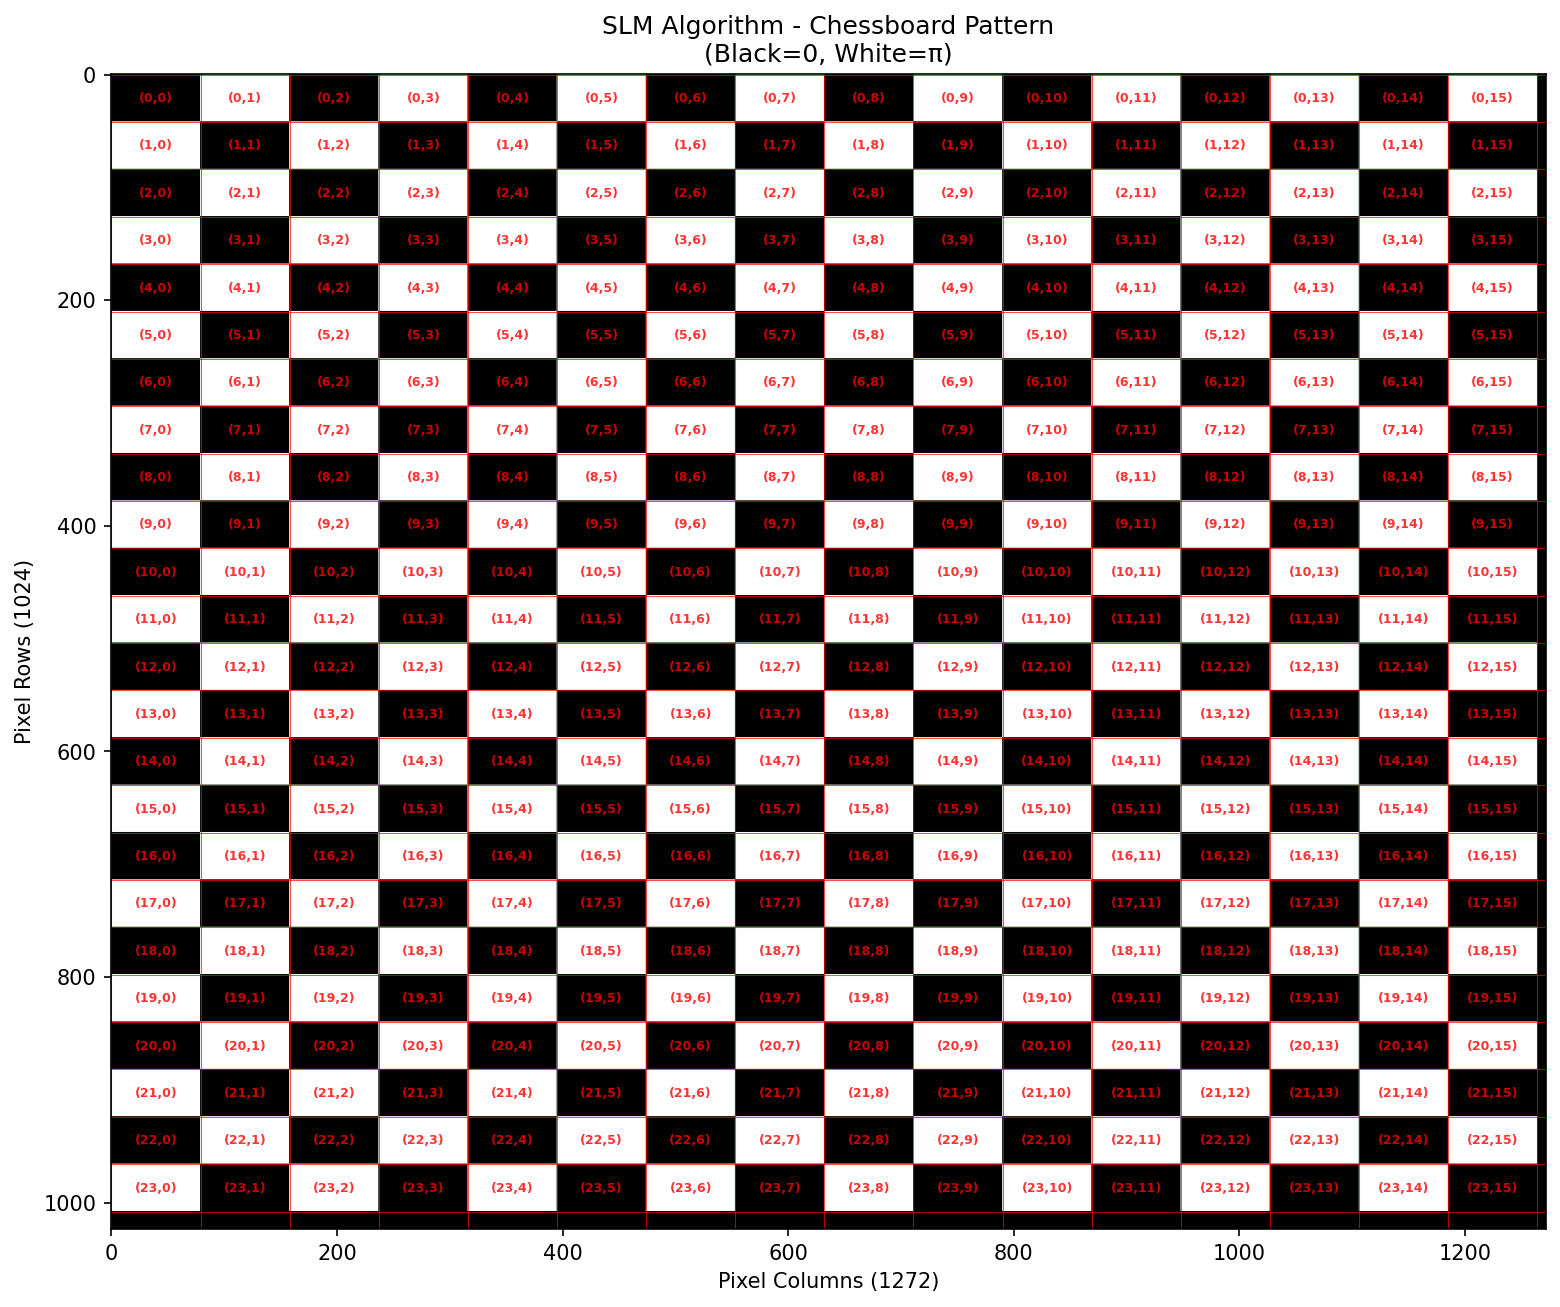 SLM Algorithm - Chessboard Pattern
(Black=0, White=π)
0
(0,0) (0,1) (0,2) (0,3) (0,4) (0,5) (0,6) (0,7) (0,8) (0,9) (0,10) (0,11) (0,12) (0,13) (0,14) (0,15)
(1,0) (1,1) (1,2) (1,3) (1,4) (1,5) (1,6) (1,7) (1,8) (1,9) (1,10) (1,11) (1,12) (1,13) (1,14) (1,15)
(2,0) (2,1) (2,2) (2,3) (2,4) (2,5) (2,6) (2,7) (2,8) (2,9) (2,10) (2,11) (2,12) (2,13) (2,14) (2,15)
(3,0) (3,1) (3,2) (3,3) (3,4) (3,5) (3,6) (3,7) (3,8) (3,9) (3,10) (3,11) (3,12) (3,13) (3,14) (3,15)
(4,0) (4,1) (4,2) (4,3) (4,4) (4,5) (4,6) (4,7) (4,8) (4,9) (4,10) (4,11) (4,12) (4,13) (4,14) (4,15)
200
(5,0) (5,1) (5,2) (5,3) (5,4) (5,5) (5,6) (5,7) (5,8) (5,9) (5,10) (5,11) (5,12) (5,13) (5,14) (5,15)
(6,0) (6,1) (6,2) (6,3) (6,4) (6,5) (6,6) (6,7) (6,8) (6,9) (6,10) (6,11) (6,12) (6,13) (6,14) (6,15)
(7,0) (7,1) (7,2) (7,3) (7,4) (7,5) (7,6) (7,7) (7,8) (7,9) (7,10) (7,11) (7,12) (7,13) (7,14) (7,15)
(8,0) (8,1) (8,2) (8,3) (8,4) (8,5) (8,6) (8,7) (8,8) (8,9) (8,10) (8,11) (8,12) (8,13) (8,14) (8,15)
(9,0) (9,1) (9,2) (9,3) (9,4) (9,5) (9,6) (9,7) (9,8) (9,9) (9,10) (9,11) (9,12) (9,13) (9,14) (9,15)
400
(10,0) (10,1) (10,2) (10,3) (10,4) (10,5) (10,6) (10,7) (10,8) (10,9) (10,10) (10,11) (10,12) (10,13) (10,14) (10,15)
(11,0) (11,1) (11,2) (11,3) (11,4) (11,5) (11,6) (11,7) (11,8) (11,9) (11,10) (11,11) (11,12) (11,13) (11,14) (11,15)
(12,0) (12,1) (12,2) (12,3) (12,4) (12,5) (12,6) (12,7) (12,8) (12,9) (12,10) (12,11) (12,12) (12,13) (12,14) (12,15)
(13,0) (13,1) (13,2) (13,3) (13,4) (13,5) (13,6) (13,7) (13,8) (13,9) (13,10) (13,11) (13,12) (13,13) (13,14) (13,15)
Pixel Rows (1024)
600
(14,0) (14,1) (14,2) (14,3) (14,4) (14,5) (14,6) (14,7) (14,8) (14,9) (14,10) (14,11) (14,12) (14,13) (14,14) (14,15)
(15,0) (15,1) (15,2) (15,3) (15,4) (15,5) (15,6) (15,7) (15,8) (15,9) (15,10) (15,11) (15,12) (15,13) (15,14) (15,15)
(16,0) (16,1) (16,2) (16,3) (16,4) (16,5) (16,6) (16,7) (16,8) (16,9) (16,10) (16,11) (16,12) (16,13) (16,14) (16,15)
(17,0) (17,1) (17,2) (17,3) (17,4) (17,5) (17,6) (17,7) (17,8) (17,9) (17,10) (17,11) (17,12) (17,13) (17,14) (17,15)
(18,0) (18,1) (18,2) (18,3) (18,4) (18,5) (18,6) (18,7) (18,8) (18,9) (18,10) (18,11) (18,12) (18,13) (18,14) (18,15)
800
(19,0) (19,1) (19,2) (19,3) (19,4) (19,5) (19,6) (19,7) (19,8) (19,9) (19,10) (19,11) (19,12) (19,13) (19,14) (19,15)
(20,0) (20,1) (20,2) (20,3) (20,4) (20,5) (20,6) (20,7) (20,8) (20,9) (20,10) (20,11) (20,12) (20,13) (20,14) (20,15)
(21,0) (21,1) (21,2) (21,3) (21,4) (21,5) (21,6) (21,7) (21,8) (21,9) (21,10) (21,11) (21,12) (21,13) (21,14) (21,15)
(22,0) (22,1) (22,2) (22,3) (22,4) (22,5) (22,6) (22,7) (22,8) (22,9) (22,10) (22,11) (22,12) (22,13) (22,14) (22,15)
(23,0) (23,1) (23,2) (23,3) (23,4) (23,5) (23,6) (23,7) (23,8) (23,9) (23,10) (23,11) (23,12) (23,13) (23,14) (23,15)
1000
0 200 400 600 800 1000 1200
Pixel Columns (1272)